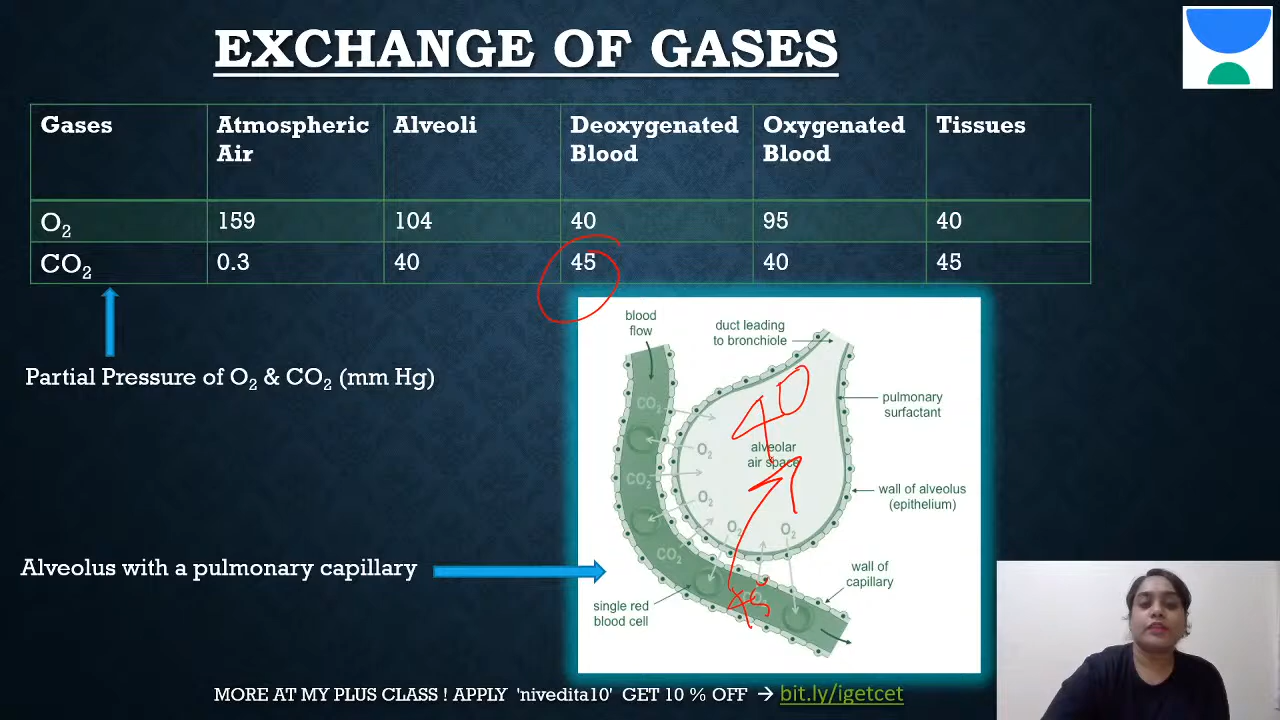 EXCHANGE OF GASES
Gases Atmospheric Air Alveoli Deoxygenated Blood Oxygenated Blood Tissues
O₂ 159 104 40 95 40
CO₂ 0.3 40 45 40 45
Partial Pressure of O₂ & CO₂ (mm Hg)
blood
flow
duct leading
to bronchiole
CO₂
40
pulmonary
surfactant
O₂
alveolar
air space
CO₂
O₂
wall of alveolus
(epithelium)
O₂
O₂
CO₂
Alveolus with a pulmonary capillary
wall of
capillary
CO₂
45
single red
blood cell
MORE AT MY PLUS CLASS ! APPLY 'nivedita10' GET 10 % OFF → bit.ly/igetcet